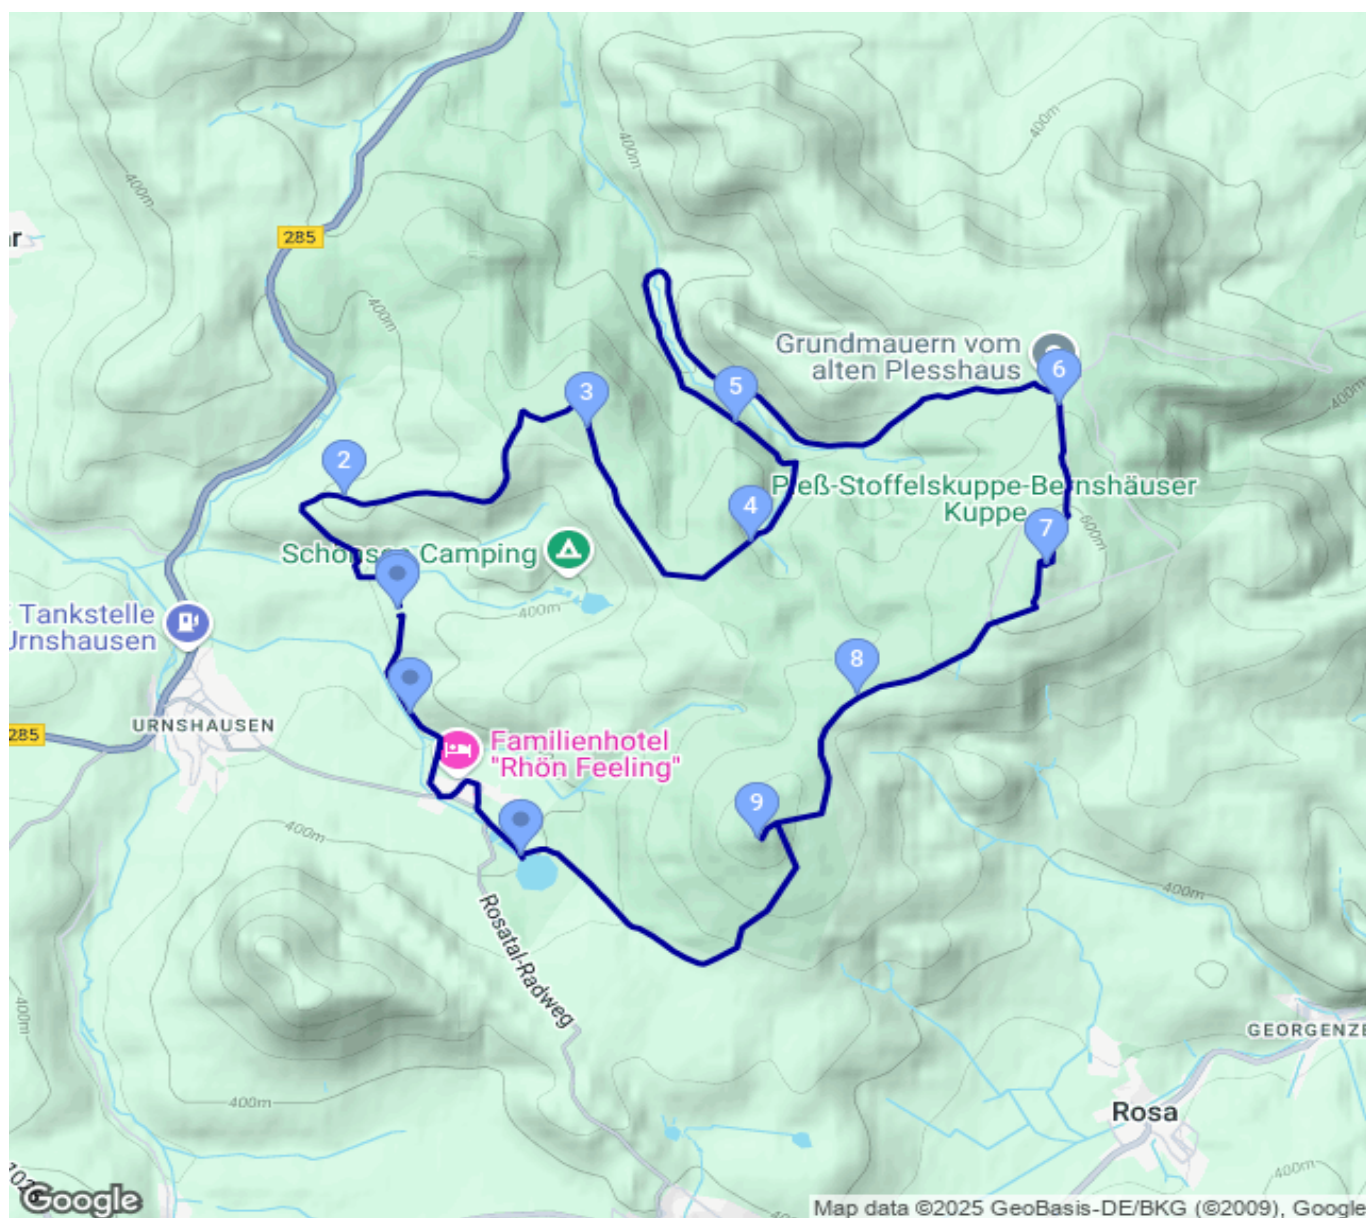 400m
400m
400m
285
r
400m
Grundmauern vom
alten Plesshaus
6
5
3
400m
2
Pleß-Stoffelskuppe-Bernshäuser
Kuppe
4
7
600m
Schönsee Camping
400m
Tankstelle
Urnshausen
8
URNSHAUSEN
285
Familienhotel
"Rhön Feeling"
9
400m
400m
Rosatal-Radweg
400m
GEORGENZE
400m
Rosa
400m
Google
Map data ©2025 GeoBasis-DE/BKG (©2009), Google